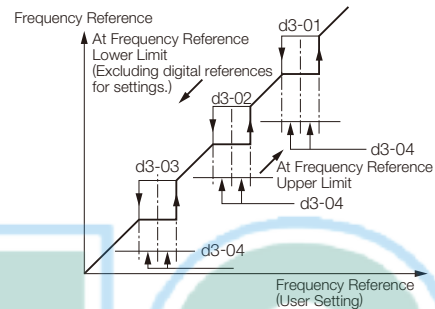 Frequency Reference
At Frequency Reference
Lower Limit
(Excluding digital references
for settings.)
d3-01
d3-02
d3-03
d3-04
At Frequency Reference
Upper Limit
d3-04
d3-04
Frequency Reference
(User Setting)